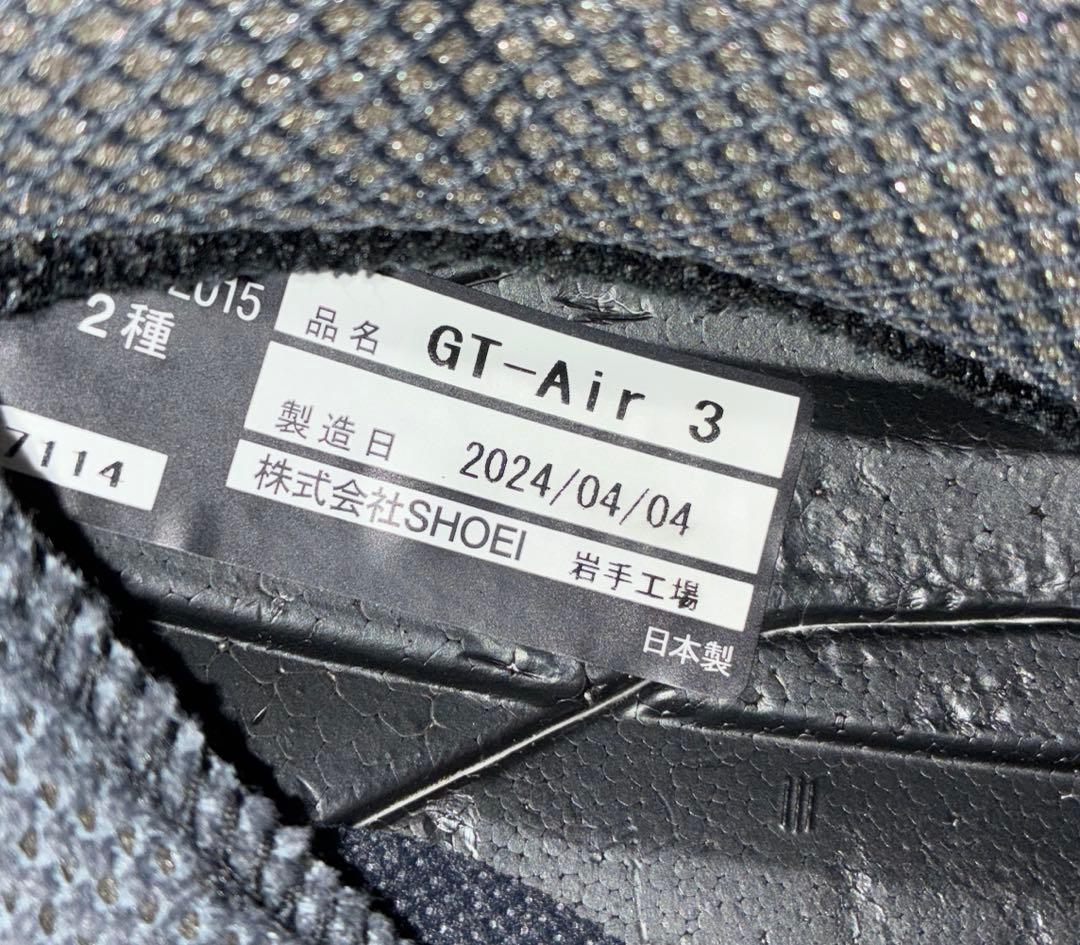 2015
2種
7114
品名 GT-Air 3
製造日 2024/04/04
株式会社SHOEI 岩手工場
日本製